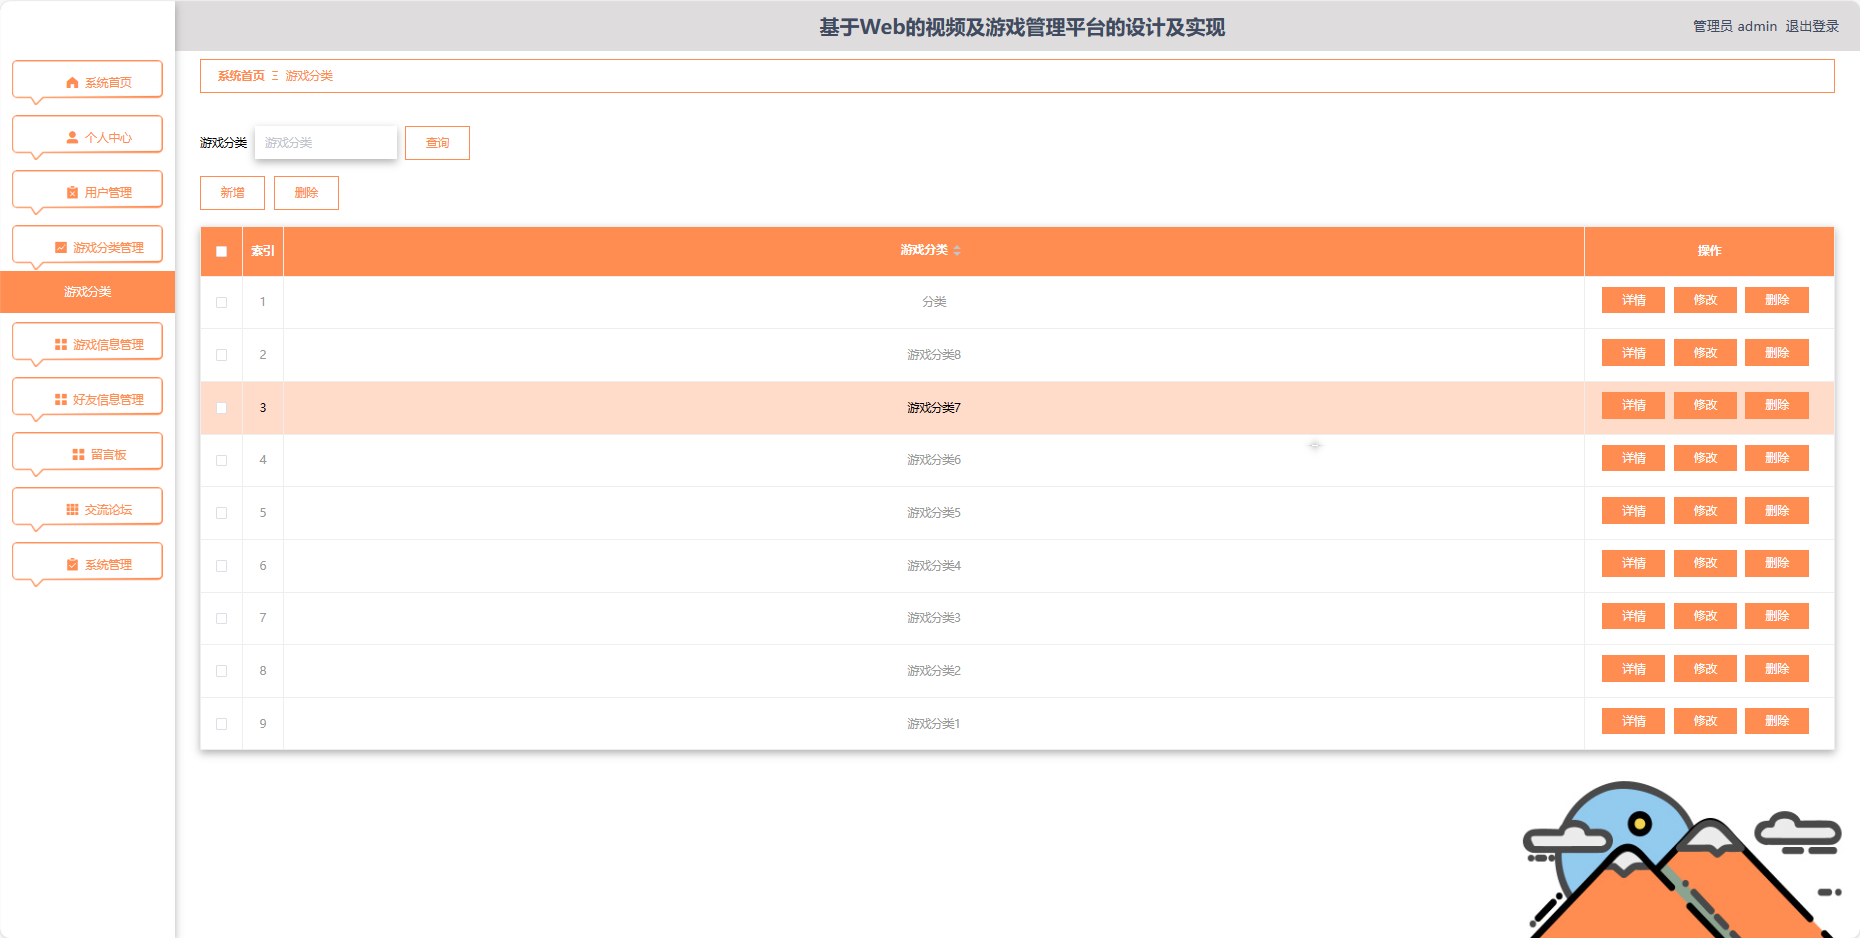 基于Web的视频及游戏管理平台的设计及实现
管理员 admin 退出登录
系统首页
个人中心
用户管理
游戏分类管理
游戏分类
游戏信息管理
好友信息管理
留言板
交流论坛
系统管理
系统首页 Ξ 游戏分类
游戏分类 游戏分类 查询
新增 删除
索引 游戏分类 操作
1 分类 详情 修改 删除
2 游戏分类8 详情 修改 删除
3 游戏分类7 详情 修改 删除
4 游戏分类6 详情 修改 删除
5 游戏分类5 详情 修改 删除
6 游戏分类4 详情 修改 删除
7 游戏分类3 详情 修改 删除
8 游戏分类2 详情 修改 删除
9 游戏分类1 详情 修改 删除